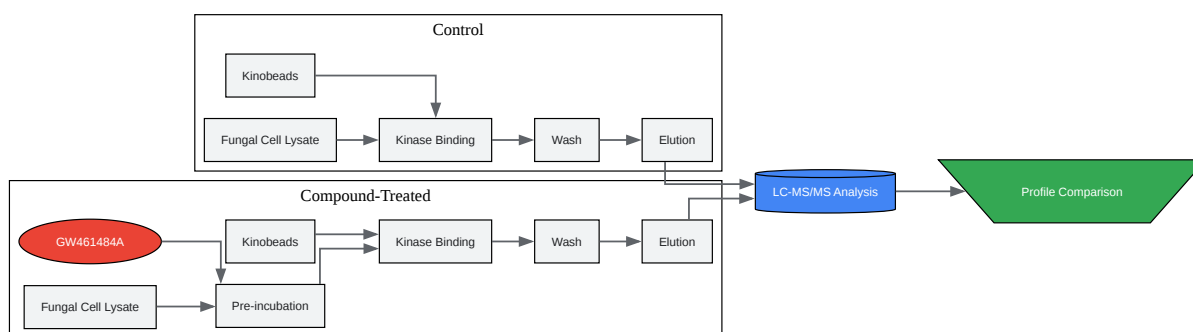 Control
Kinobeads
Fungal Cell Lysate
Kinase Binding
Wash
Elution
LC-MS/MS Analysis
Profile Comparison
Compound-Treated
GW461484A
Kinobeads
Kinase Binding
Wash
Elution
Fungal Cell Lysate
Pre-incubation